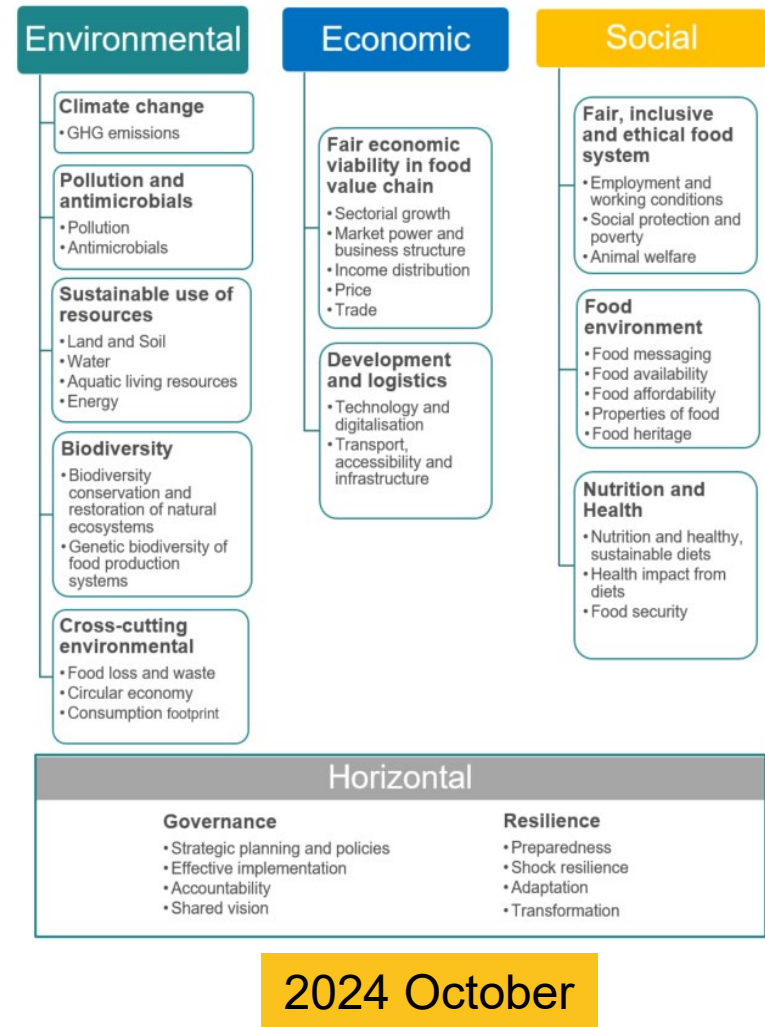 Environmental
Climate change
• GHG emissions
Pollution and
antimicrobials
• Pollution
• Antimicrobials
Sustainable use of
resources
• Land and Soil
• Water
• Aquatic living resources
• Energy
Biodiversity
• Biodiversity
conservation and
restoration of natural
ecosystems
• Genetic biodiversity of
food production
systems
Cross-cutting
environmental
• Food loss and waste
• Circular economy
• Consumption footprint
Economic
Fair economic
viability in food
value chain
• Sectorial growth
• Market power and
business structure
• Income distribution
• Price
• Trade
Development
and logistics
• Technology and
digitalisation
• Transport,
accessibility and
infrastructure
Social
Fair, inclusive
and ethical food
system
• Employment and
working conditions
• Social protection and
poverty
• Animal welfare
Food
environment
• Food messaging
• Food availability
• Food affordability
• Properties of food
• Food heritage
Nutrition and
Health
• Nutrition and healthy,
sustainable diets
• Health impact from
diets
• Food security
Horizontal
Governance
• Strategic planning and policies
• Effective implementation
• Accountability
• Shared vision
Resilience
• Preparedness
• Shock resilience
• Adaptation
• Transformation
2024 October